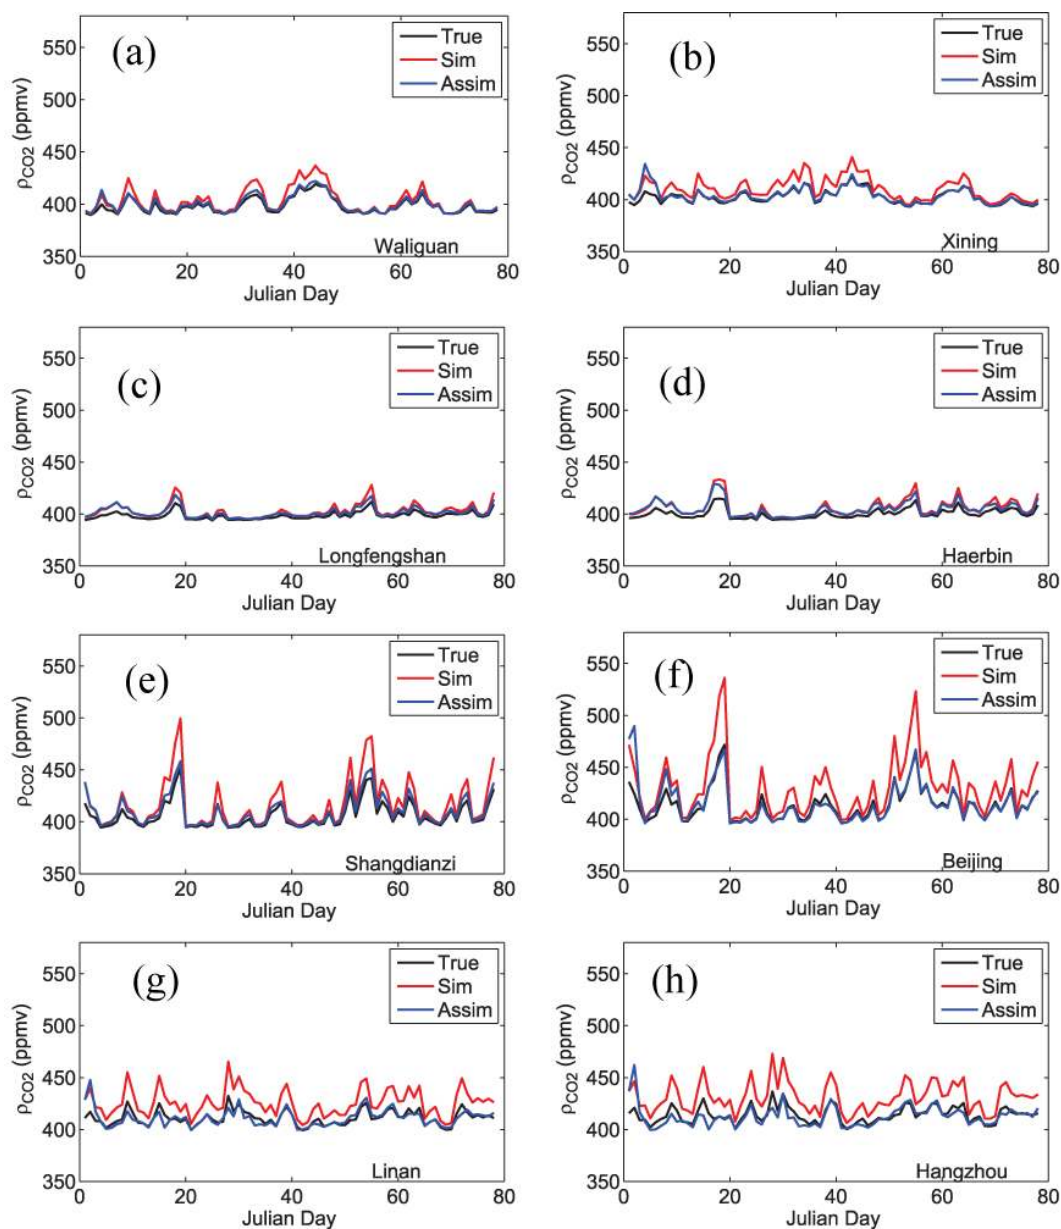 (a)
True
Sim
Assim
550
500
450
400
350
ρCO2 (ppmv)
Waliguan
0 20 40 60 80
Julian Day
(b)
True
Sim
Assim
550
500
450
400
350
ρCO2 (ppmv)
Xining
0 20 40 60 80
Julian Day
(c)
True
Sim
Assim
550
500
450
400
350
ρCO2 (ppmv)
Longfengshan
0 20 40 60 80
Julian Day
(d)
True
Sim
Assim
550
500
450
400
350
ρCO2 (ppmv)
Haerbin
0 20 40 60 80
Julian Day
(e)
True
Sim
Assim
550
500
450
400
350
ρCO2 (ppmv)
Shangdianzi
0 20 40 60 80
Julian Day
(f)
True
Sim
Assim
550
500
450
400
350
ρCO2 (ppmv)
Beijing
0 20 40 60 80
Julian Day
(g)
True
Sim
Assim
550
500
450
400
350
ρCO2 (ppmv)
Linan
0 20 40 60 80
Julian Day
(h)
True
Sim
Assim
550
500
450
400
350
ρCO2 (ppmv)
Hangzhou
0 20 40 60 80
Julian Day